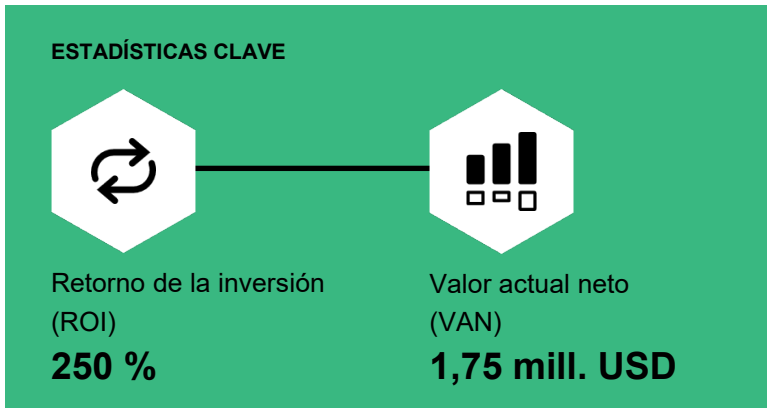 ESTADÍSTICAS CLAVE
Retorno de la inversión
(ROI)
250 %
Valor actual neto
(VAN)
1,75 mill. USD